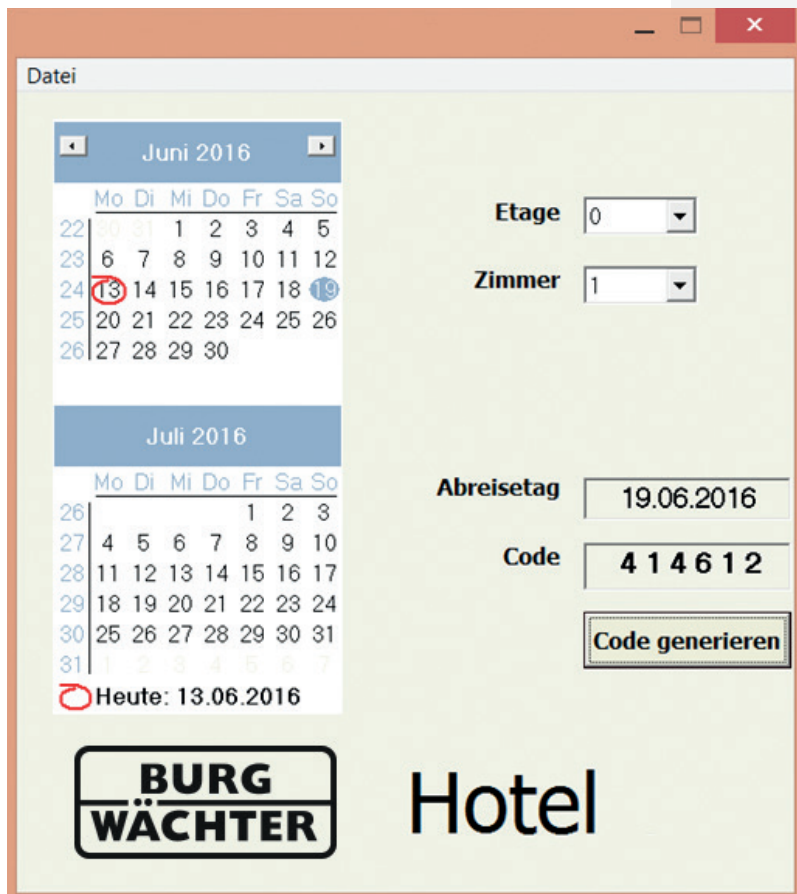 Datei
Juni 2016
Mo Di Mi Do Fr Sa So
22 30 31 1 2 3 4 5
23 6 7 8 9 10 11 12
24 13 14 15 16 17 18 19
25 20 21 22 23 24 25 26
26 27 28 29 30
Juli 2016
Mo Di Mi Do Fr Sa So
26 1 2 3
27 4 5 6 7 8 9 10
28 11 12 13 14 15 16 17
29 18 19 20 21 22 23 24
30 25 26 27 28 29 30 31
31 1 2 3 4 5 6 7
Heute: 13.06.2016
Etage 0
Zimmer 1
Abreisetag 19.06.2016
Code 4 1 4 6 1 2
Code generieren
BURG
WÄCHTER
Hotel